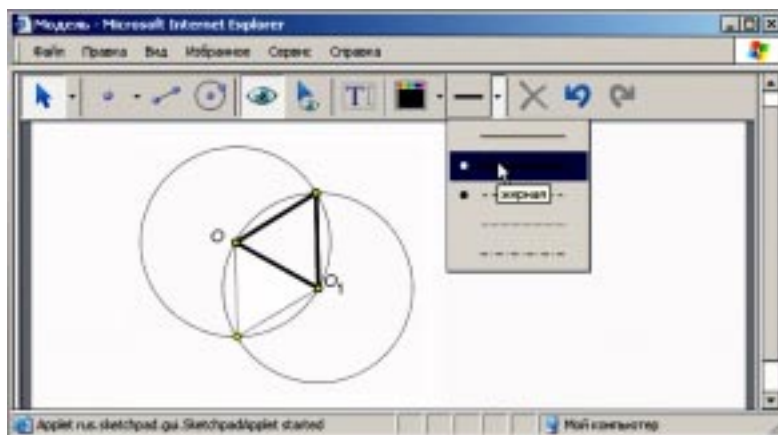 Модель - Microsoft Internet Explorer
Файл Правка Вид Избранное Сервис Справка
T
жирная
O
O1
Applet rus.sketchpad.gui.SketchpadApplet started
Мой компьютер